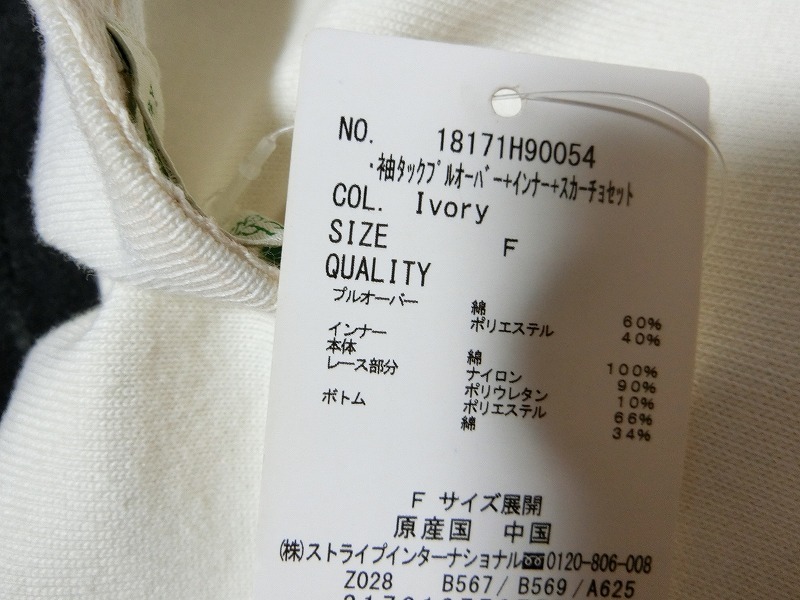 NO. 18171H90054
・袖タックプルオーバー+インナー+スカーチョセット
COL. Ivory
SIZE F
QUALITY
プルオーバー 綿 60%
ポリエステル 40%
インナー
本体 綿 100%
レース部分 ナイロン 90%
ポリウレタン 10%
ボトム ポリエステル 66%
綿 34%
F サイズ展開
原産国 中国
(株)ストライプインターナショナル 0120-806-008
Z028 B567/ B569/A625